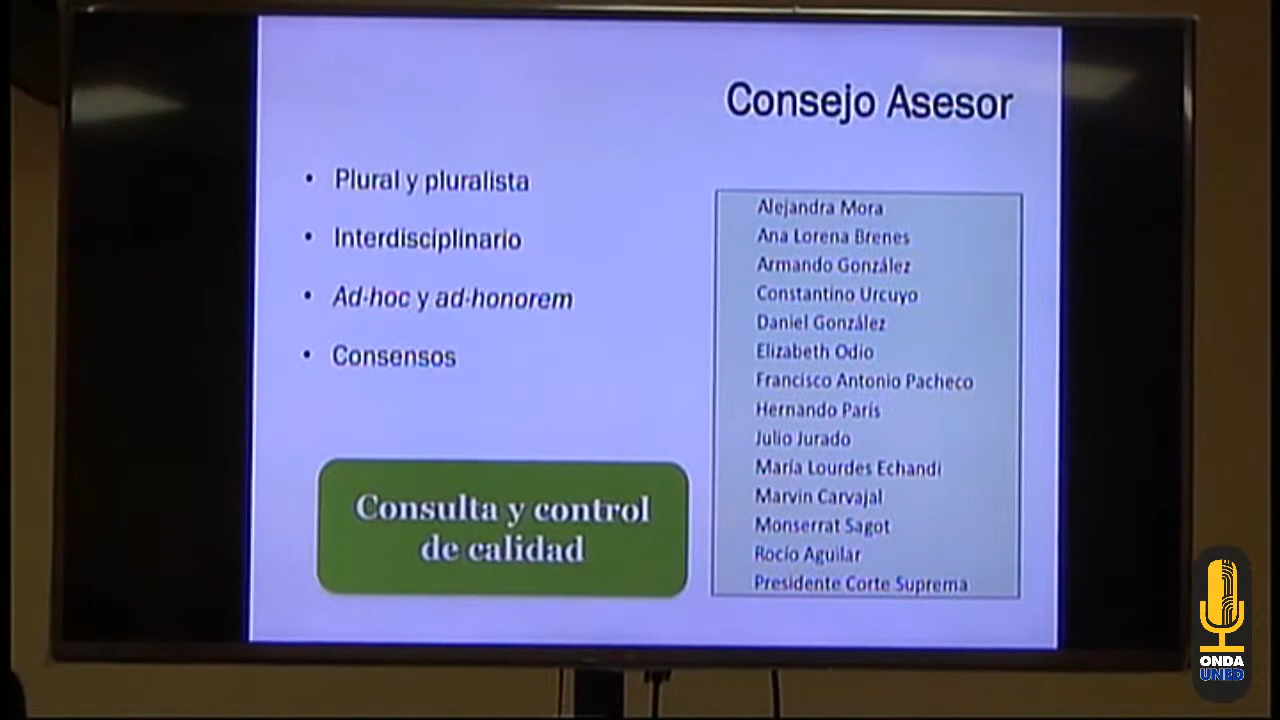 Consejo Asesor
• Plural y pluralista
• Interdisciplinario
• Ad-hoc y ad-honorem
• Consensos
Consulta y control
de calidad
Alejandra Mora
Ana Lorena Brenes
Armando González
Constantino Urcuyo
Daniel González
Elizabeth Odio
Francisco Antonio Pacheco
Hernando París
Julio Jurado
María Lourdes Echandi
Marvin Carvajal
Monserrat Sagot
Rocío Aguilar
Presidente Corte Suprema
ONDA
UNED